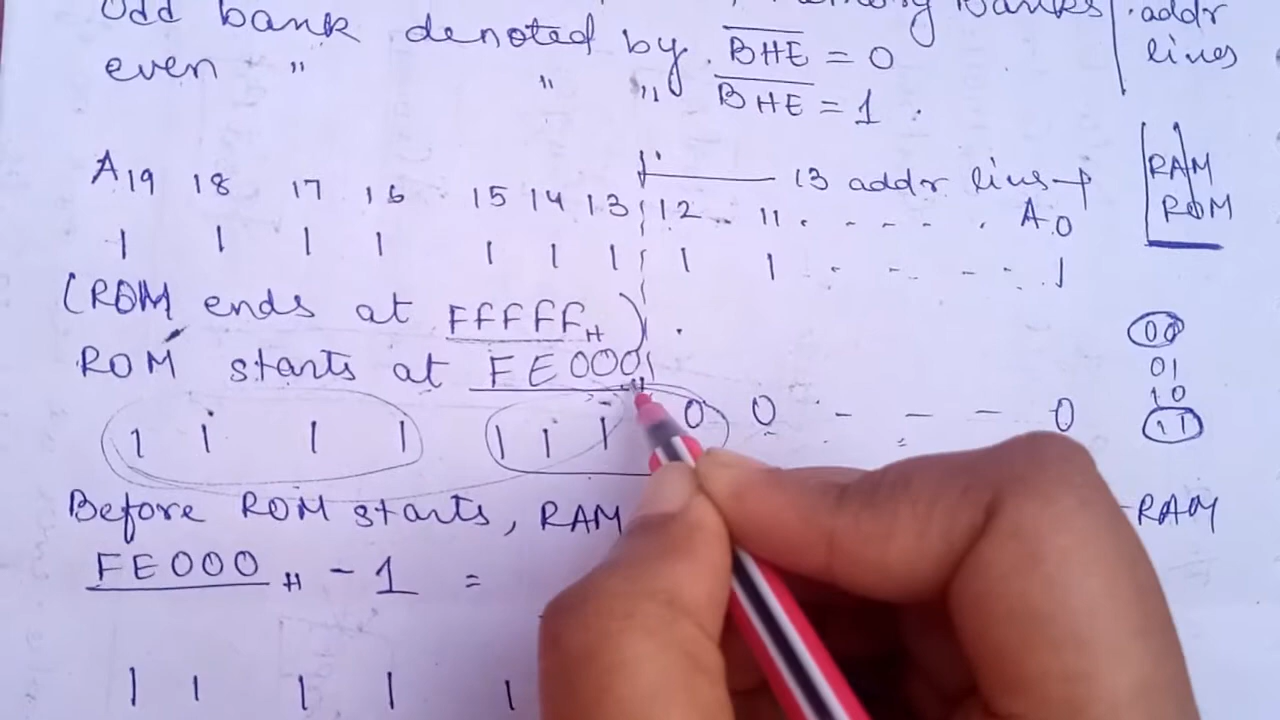 Odd bank denoted by B̅H̅E̅ = 0
Banks addr
lines
even " " " B̅H̅E̅ = 1 .
13 addr lines
A19 18 17 16 15 14 13 12 .. 11 . - - - . A0
1 1 1 1 1 1 1 1 1 . - - . 1
RAM
ROM
(ROM ends at FFFFFH) .
ROM starts at FE000H
1 1 1 1 1 1 1 0 0 - - - 0
00
01
10
11
Before ROM starts, RAM
-RAM
FE000H - 1 =
1 1 1 1 1